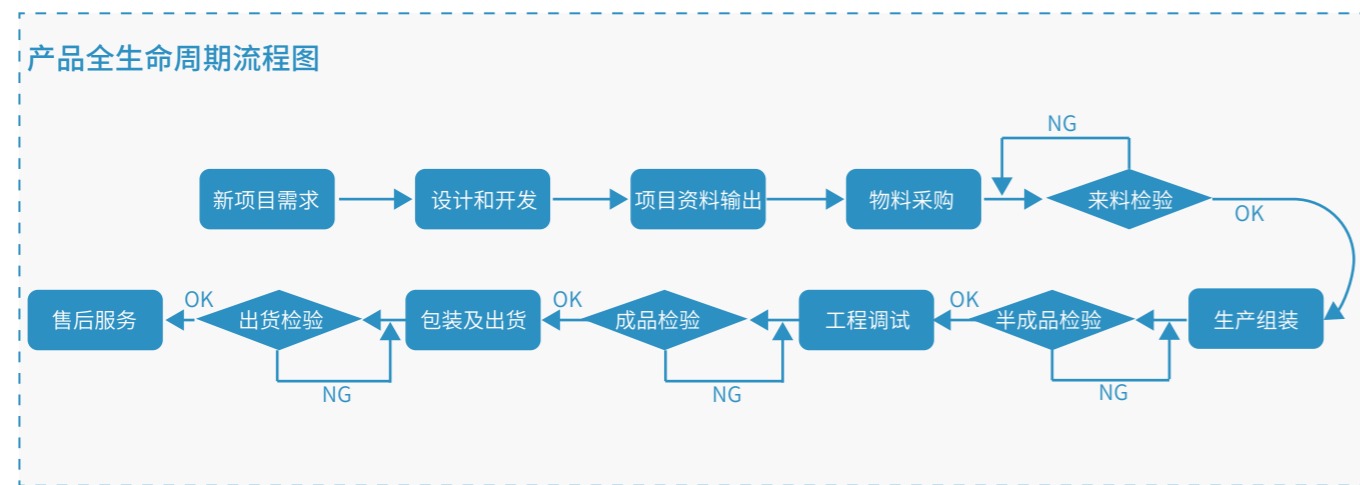 产品全生命周期流程图
NG
新项目需求
设计和开发
项目资料输出
物料采购
来料检验
OK
售后服务
OK
出货检验
包装及出货
OK
成品检验
工程调试
OK
半成品检验
生产组装
NG
NG
NG